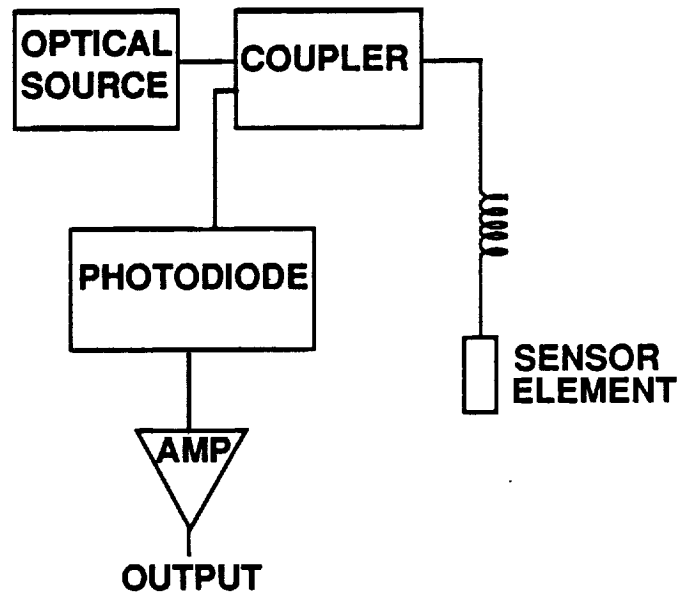 OPTICAL
SOURCE
COUPLER
PHOTODIODE
SENSOR
ELEMENT
AMP
OUTPUT